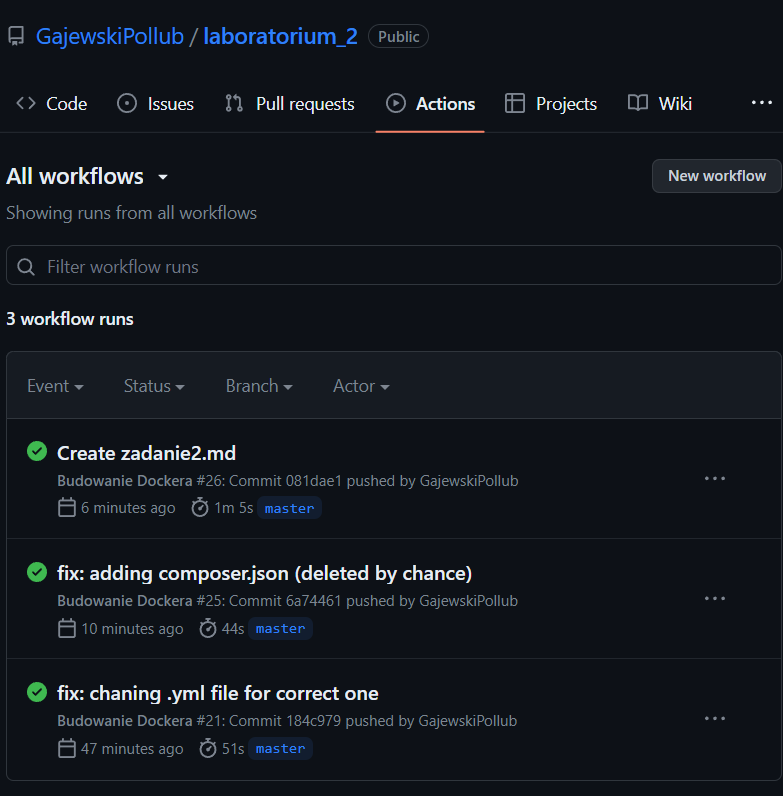 GajewskiPollub / laboratorium_2 Public
Code Issues Pull requests Actions Projects Wiki ...
All workflows
New workflow
Showing runs from all workflows
Filter workflow runs
3 workflow runs
Event Status Branch Actor
Create zadanie2.md
Budowanie Dockera #26: Commit 081dae1 pushed by GajewskiPollub ...
6 minutes ago 1m 5s master
fix: adding composer.json (deleted by chance)
Budowanie Dockera #25: Commit 6a74461 pushed by GajewskiPollub ...
10 minutes ago 44s master
fix: chaning .yml file for correct one
Budowanie Dockera #21: Commit 184c979 pushed by GajewskiPollub ...
47 minutes ago 51s master